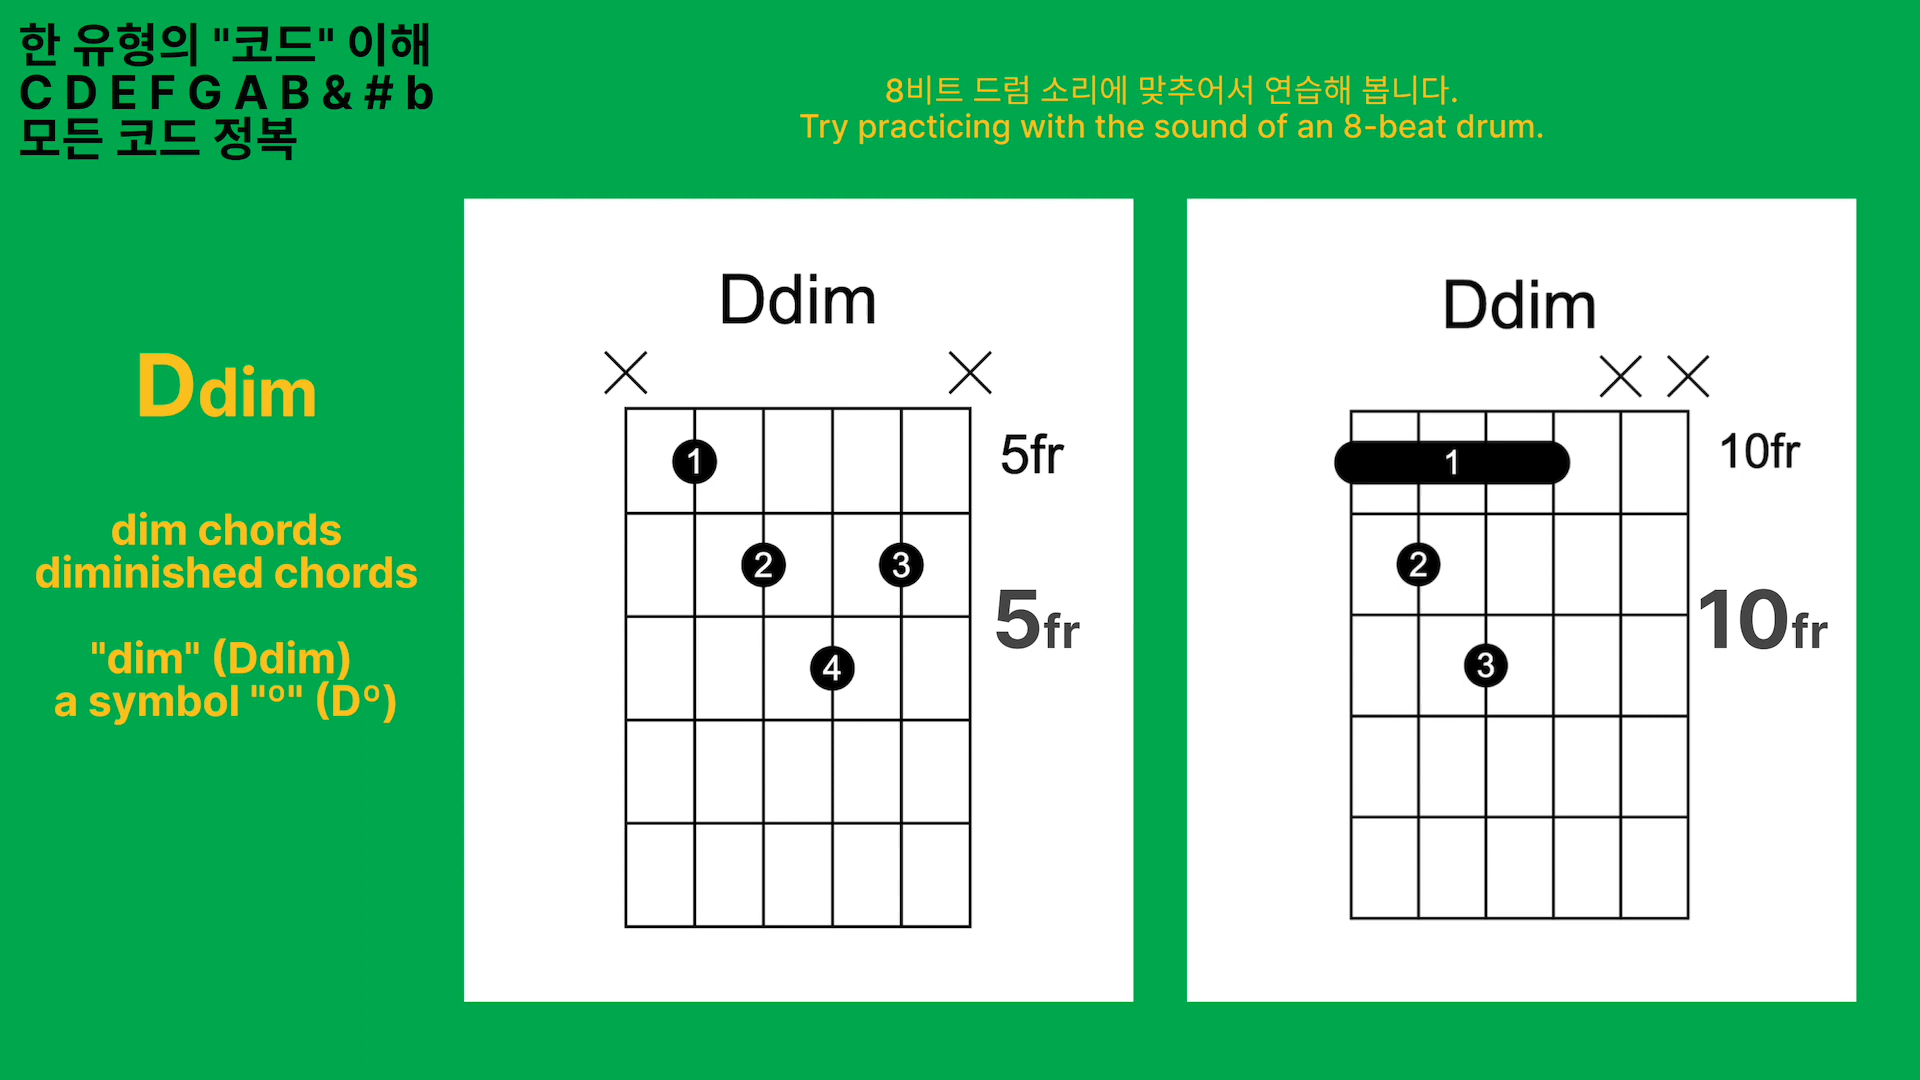 한 유형의 "코드" 이해
C D E F G A B & # b
모든 코드 정복
8비트 드럼 소리에 맞추어서 연습해 봅니다.
Try practicing with the sound of an 8-beat drum.
Ddim
dim chords
diminished chords
"dim" (Ddim)
a symbol "º" (Dº)
Ddim
5fr
1
2
3
5fr
4
Ddim
10fr
1
2
10fr
3